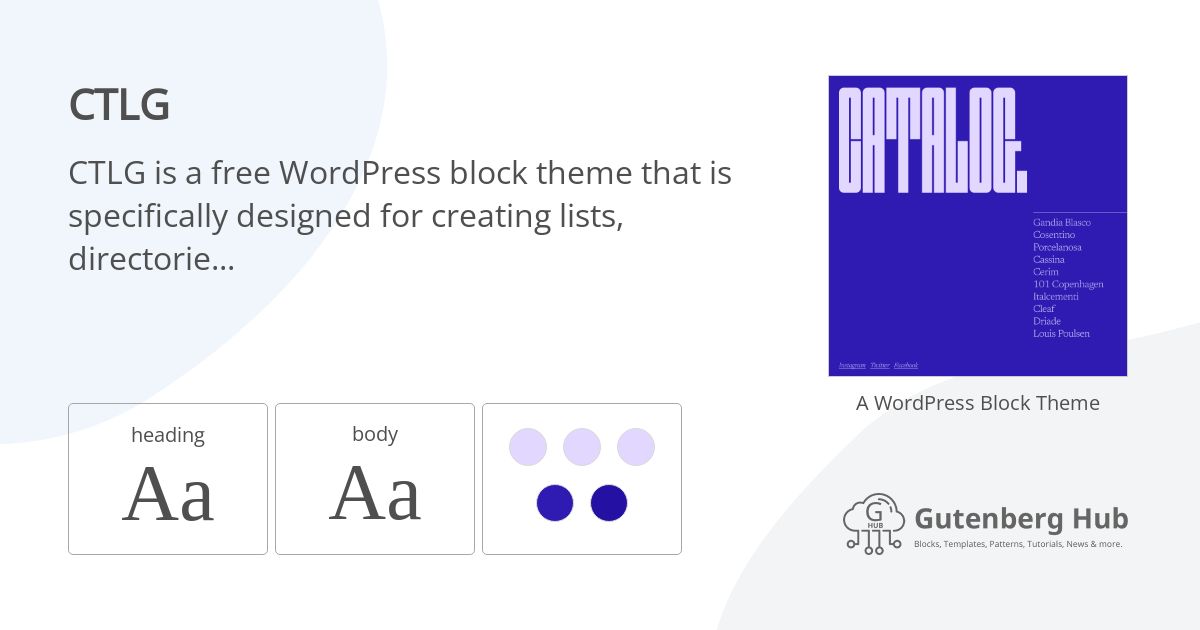 CTLG
CTLG is a free WordPress block theme that is
specifically designed for creating lists,
directorie...
heading
Aa
body
Aa
CATALOG.
Gandia Blasco
Cosentino
Porcelanosa
Cassina
Cerim
101 Copenhagen
Italcementi
Cleaf
Driade
Louis Poulsen
Instagram Twitter Facebook
A WordPress Block Theme
G
HUB
Gutenberg Hub
Blocks, Templates, Patterns, Tutorials, News & more.